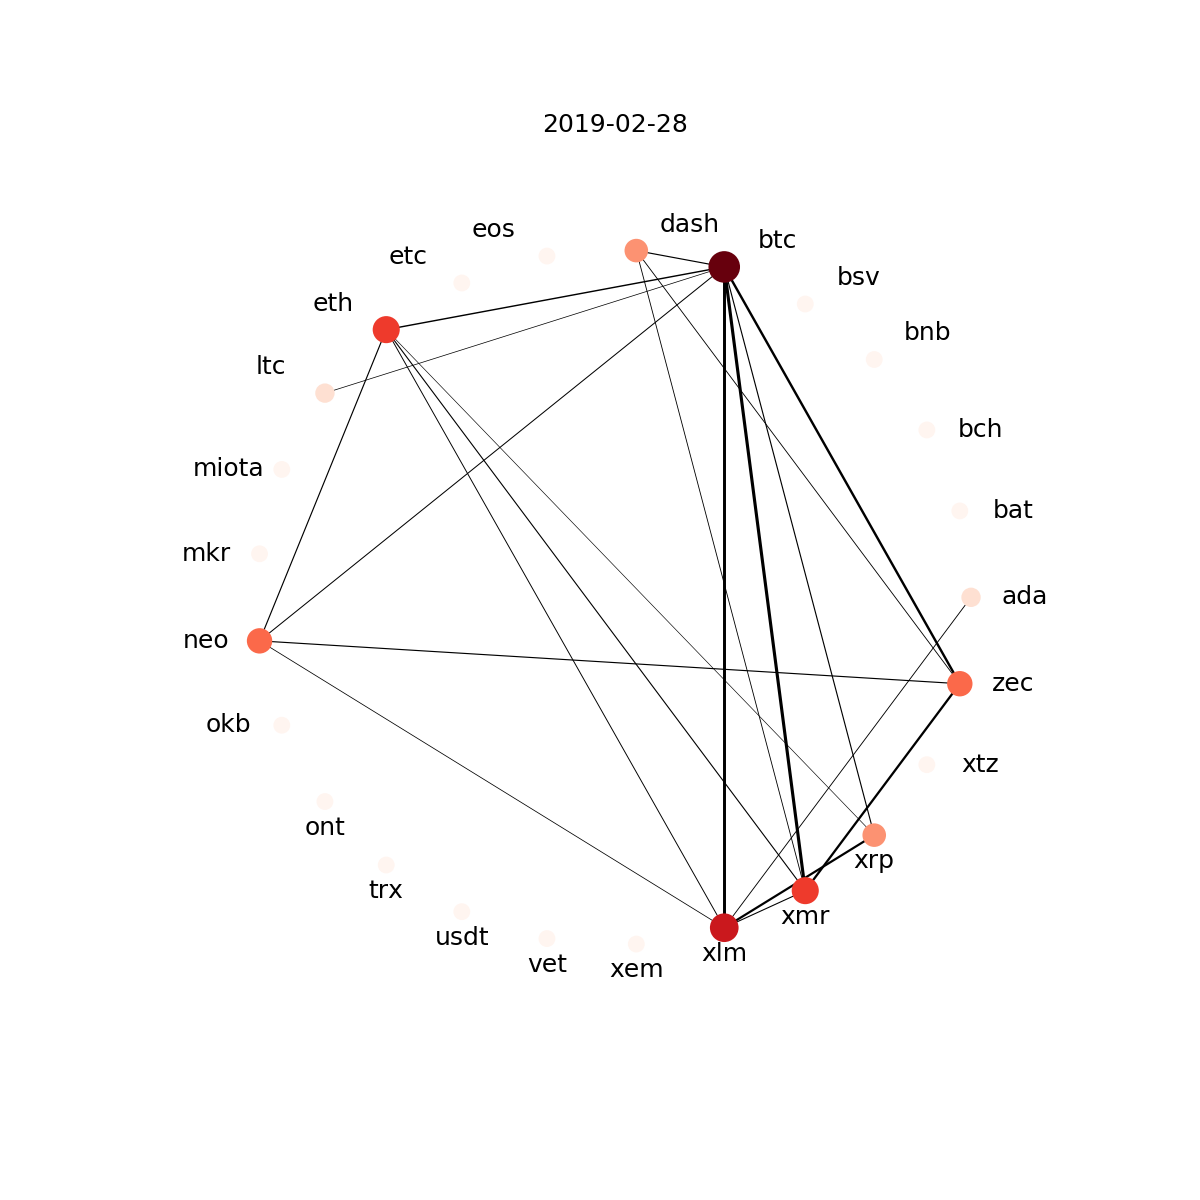 2019-02-28
dash
btc
eos
etc
bsv
eth
bnb
ltc
bch
miota
bat
mkr
ada
neo
zec
okb
xtz
ont
xrp
trx
xmr
usdt
xlm
vet
xem